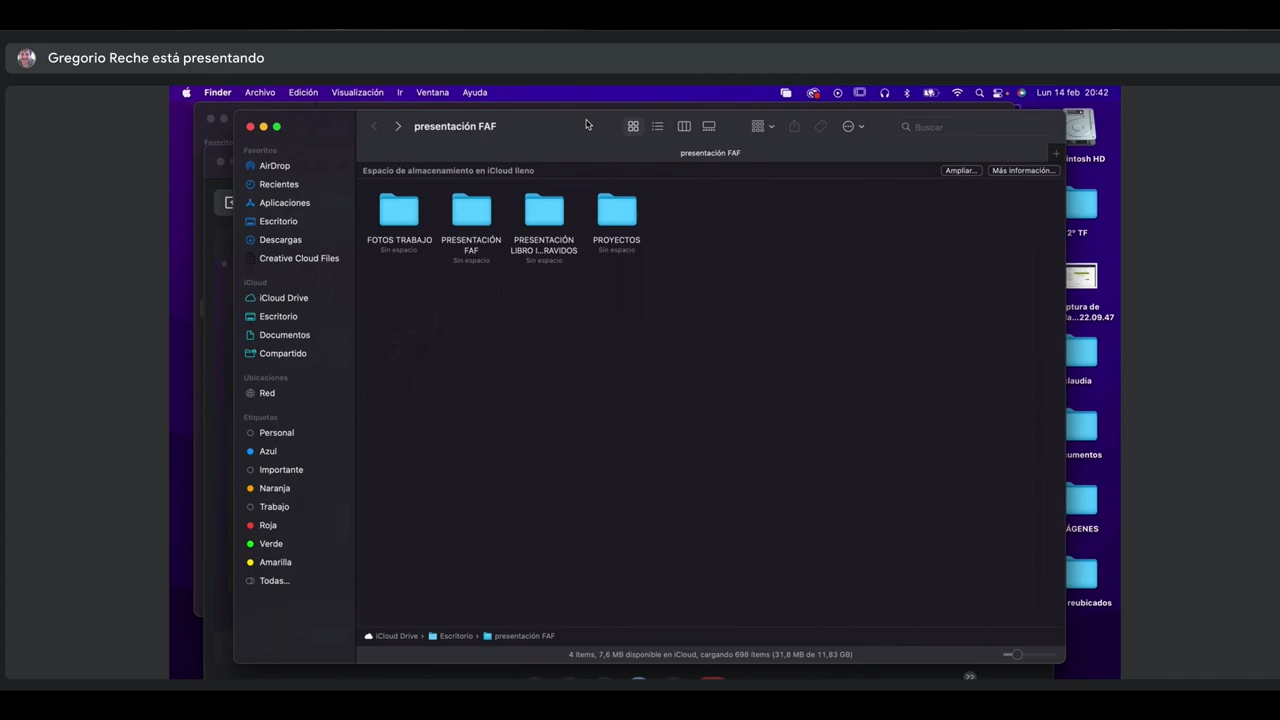 Gregorio Reche está presentando
Finder Archivo Edición Visualización Ir Ventana Ayuda Lun 14 feb 20:42
presentación FAF
Buscar
presentación FAF
Espacio de almacenamiento en iCloud lleno
Ampliar... Más información...
Favoritos
AirDrop
Recientes
Aplicaciones
Escritorio
Descargas
Creative Cloud Files
iCloud
iCloud Drive
Escritorio
Documentos
Compartido
Ubicaciones
Red
Etiquetas
Personal
Azul
Importante
Naranja
Trabajo
Roja
Verde
Amarilla
Todas...
FOTOS TRABAJO
Sin espacio
PRESENTACIÓN
FAF
Sin espacio
PRESENTACIÓN
LIBRO I...RAVIDOS
Sin espacio
PROYECTOS
Sin espacio
intosh HD
2° TF
ptura de
la...22.09.47
claudia
cumentos
ÁGENES
reubicados
iCloud Drive › Escritorio › presentación FAF
4 ítems, 7,6 MB disponible en iCloud, cargando 698 ítems (31,8 MB de 11,83 GB)
22